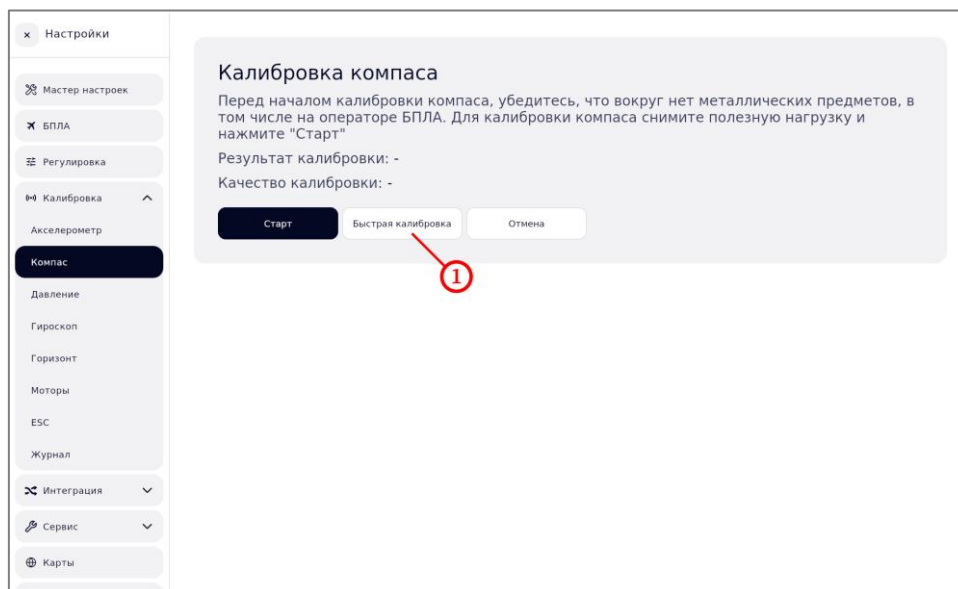 × Настройки
Мастер настроек
БПЛА
Регулировка
Калибровка
Акселерометр
Компас
Давление
Гироскоп
Горизонт
Моторы
ESC
Журнал
Интеграция
Сервис
Карты
Калибровка компаса
Перед началом калибровки компаса, убедитесь, что вокруг нет металлических предметов, в
том числе на операторе БПЛА. Для калибровки компаса снимите полезную нагрузку и
нажмите "Старт"
Результат калибровки: -
Качество калибровки: -
Старт
Быстрая калибровка
Отмена
1